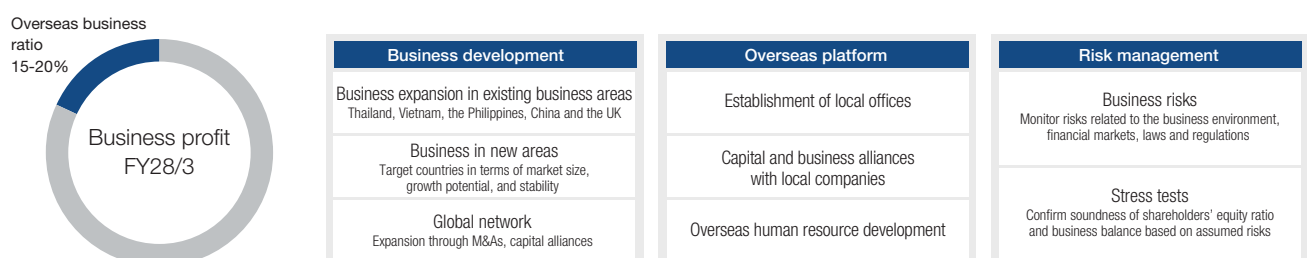 Overseas business
ratio
15-20%
Business profit
FY28/3
Business development
Business expansion in existing business areas
Thailand, Vietnam, the Philippines, China and the UK
Business in new areas
Target countries in terms of market size,
growth potential, and stability
Global network
Expansion through M&As, capital alliances
Overseas platform
Establishment of local offices
Capital and business alliances
with local companies
Overseas human resource development
Risk management
Business risks
Monitor risks related to the business environment,
financial markets, laws and regulations
Stress tests
Confirm soundness of shareholders’ equity ratio
and business balance based on assumed risks